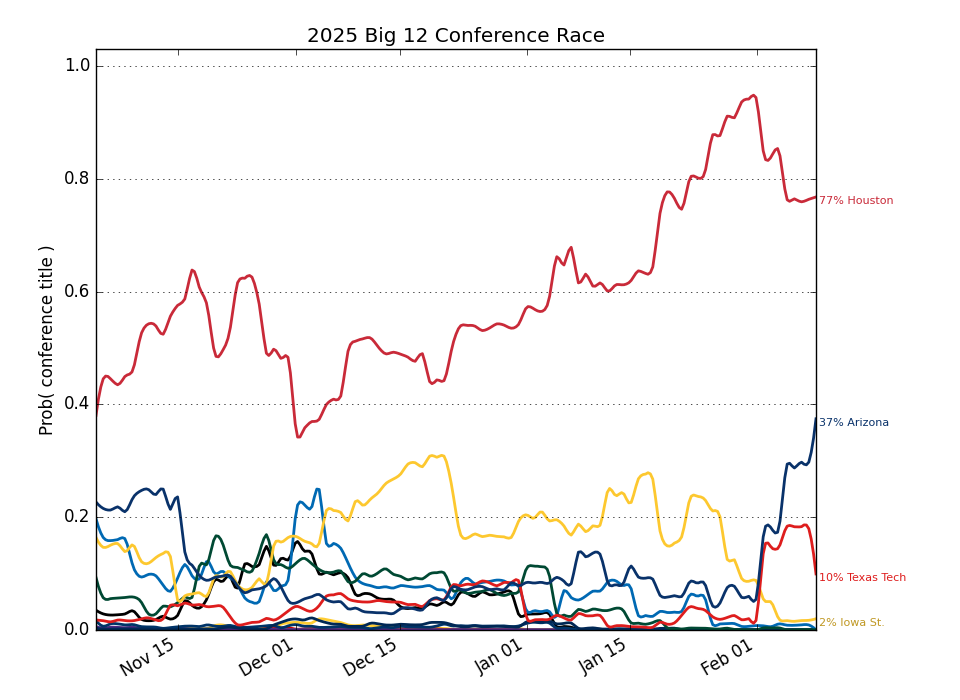 2025 Big 12 Conference Race
Prob( conference title )
1.0
0.8
0.6
0.4
0.2
0.0
77% Houston
37% Arizona
10% Texas Tech
2% Iowa St.
Nov 15
Dec 01
Dec 15
Jan 01
Jan 15
Feb 01